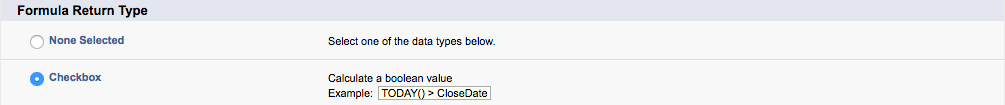 Formula Return Type
None Selected Select one of the data types below.
Checkbox Calculate a boolean value
Example: TODAY() > CloseDate